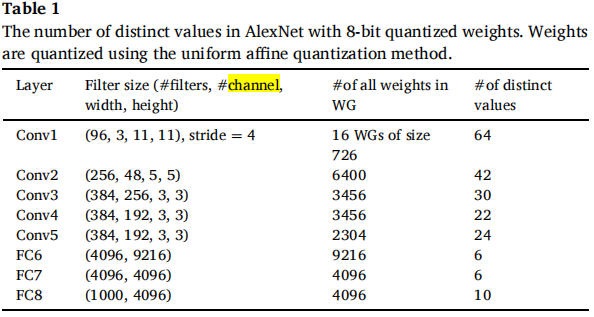 Table 1
The number of distinct values in AlexNet with 8-bit quantized weights. Weights
are quantized using the uniform affine quantization method.
Layer Filter size (#filters, #channel, #of all weights in #of distinct
width, height) WG values
Conv1 (96, 3, 11, 11), stride = 4 16 WGs of size 64
726
Conv2 (256, 48, 5, 5) 6400 42
Conv3 (384, 256, 3, 3) 3456 30
Conv4 (384, 192, 3, 3) 3456 22
Conv5 (384, 192, 3, 3) 2304 24
FC6 (4096, 9216) 9216 6
FC7 (4096, 4096) 4096 6
FC8 (1000, 4096) 4096 10